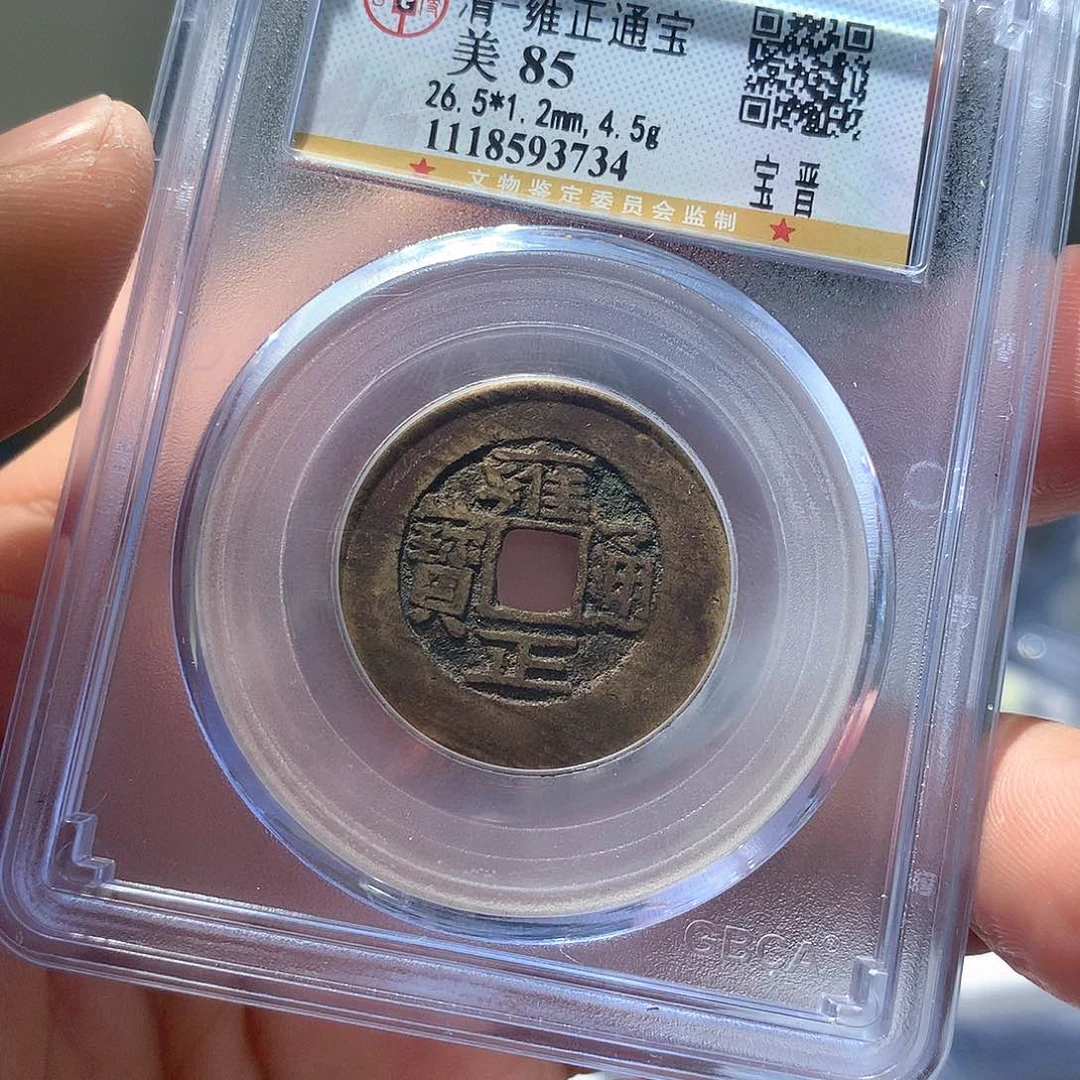 清-雍正通宝
美 85
26.5*1.2mm,4.5g
1118593734
宝晋
文物鉴定委员会监制
雍正通寶
GBCA®